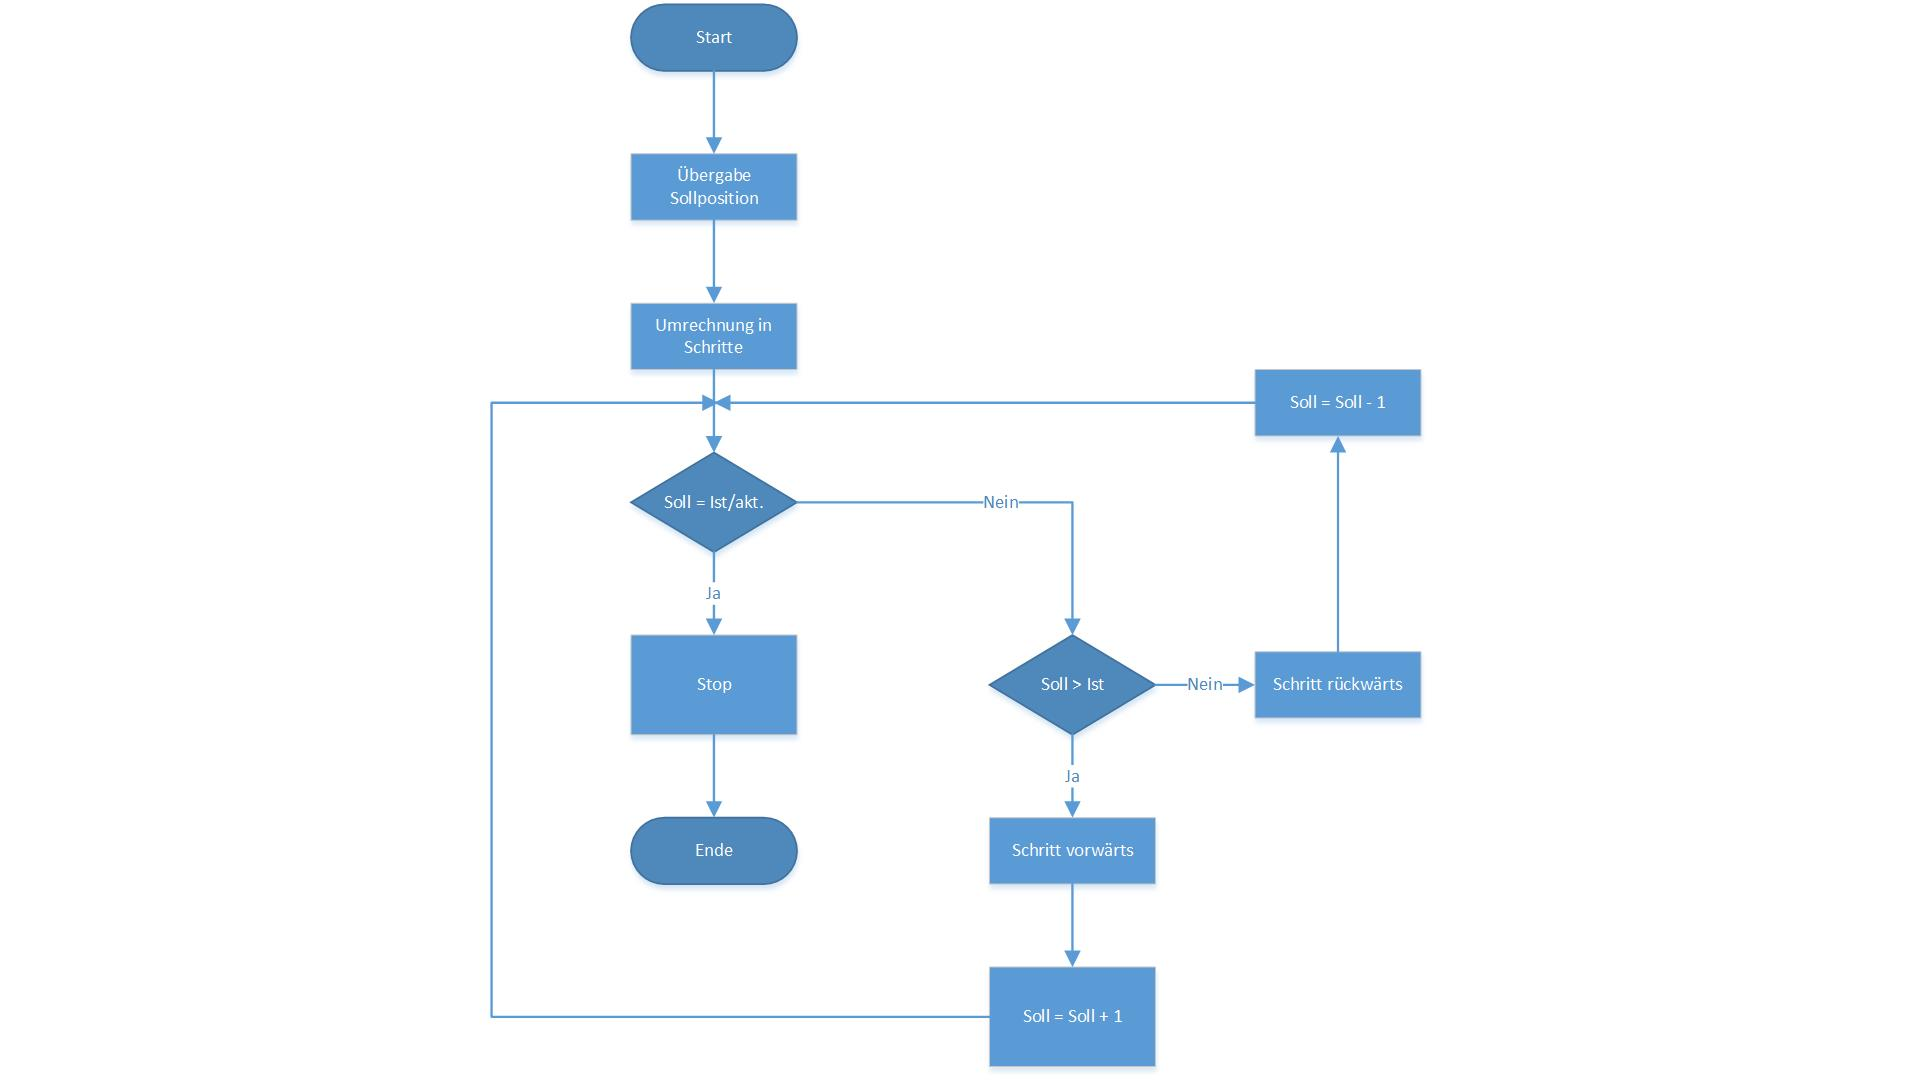 Start
Übergabe
Sollposition
Umrechnung in
Schritte
Soll = Soll - 1
Soll = Ist/akt.
Nein
Ja
Stop
Soll > Ist
Nein
Schritt rückwärts
Ja
Ende
Schritt vorwärts
Soll = Soll + 1